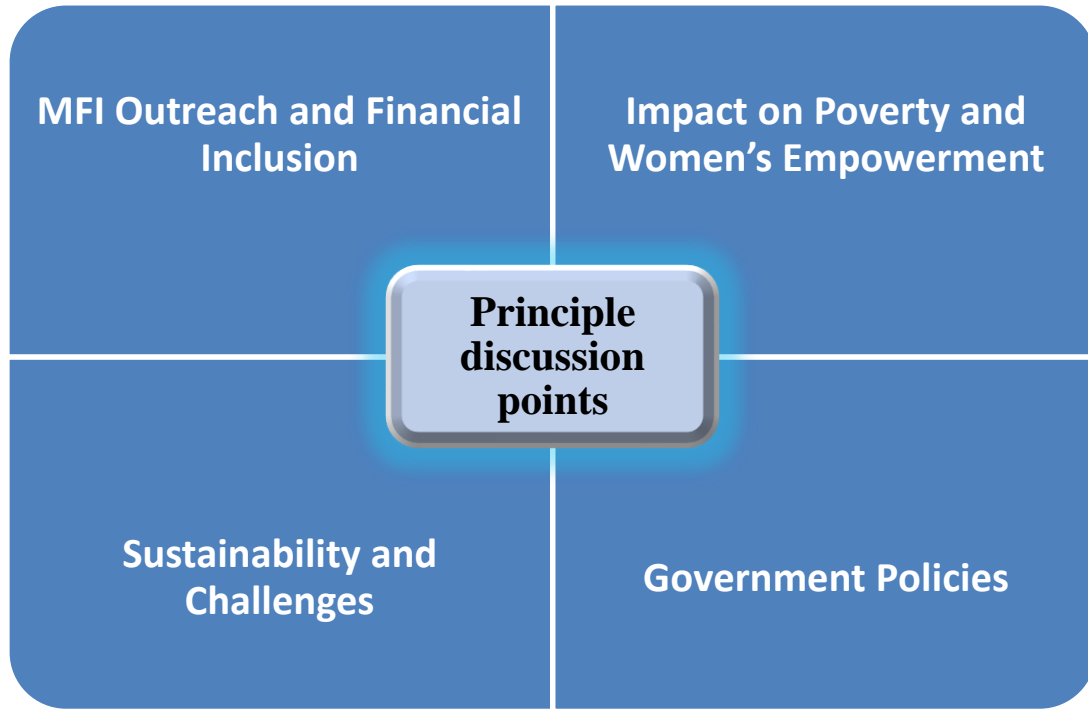 MFI Outreach and Financial
Inclusion
Impact on Poverty and
Women’s Empowerment
Principle
discussion
points
Sustainability and
Challenges
Government Policies